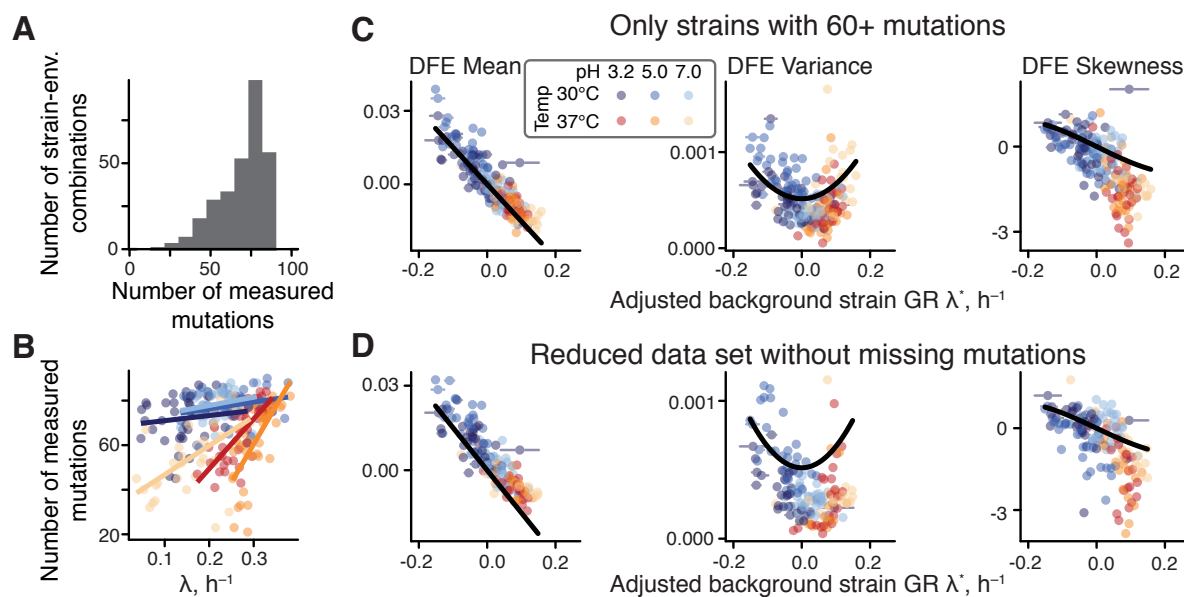 A
Number of strain-env.
combinations
50
0
0
50
100
Number of measured
mutations
B
Number of measured
mutations
60
20
0.1
0.2
0.3
λ, h⁻¹
C
Only strains with 60+ mutations
DFE Mean
DFE Variance
DFE Skewness
pH 3.2 5.0 7.0
Temp
30°C
37°C
0.03
0.00
-0.2
0.0
0.2
0.001
0.000
-0.2
0.0
0.2
0
-3
-0.2
0.0
0.2
Adjusted background strain GR λ*, h⁻¹
D
Reduced data set without missing mutations
0.03
0.00
-0.2
0.0
0.2
0.001
0.000
-0.2
0.0
0.2
0
-3
-0.2
0.0
0.2
Adjusted background strain GR λ*, h⁻¹